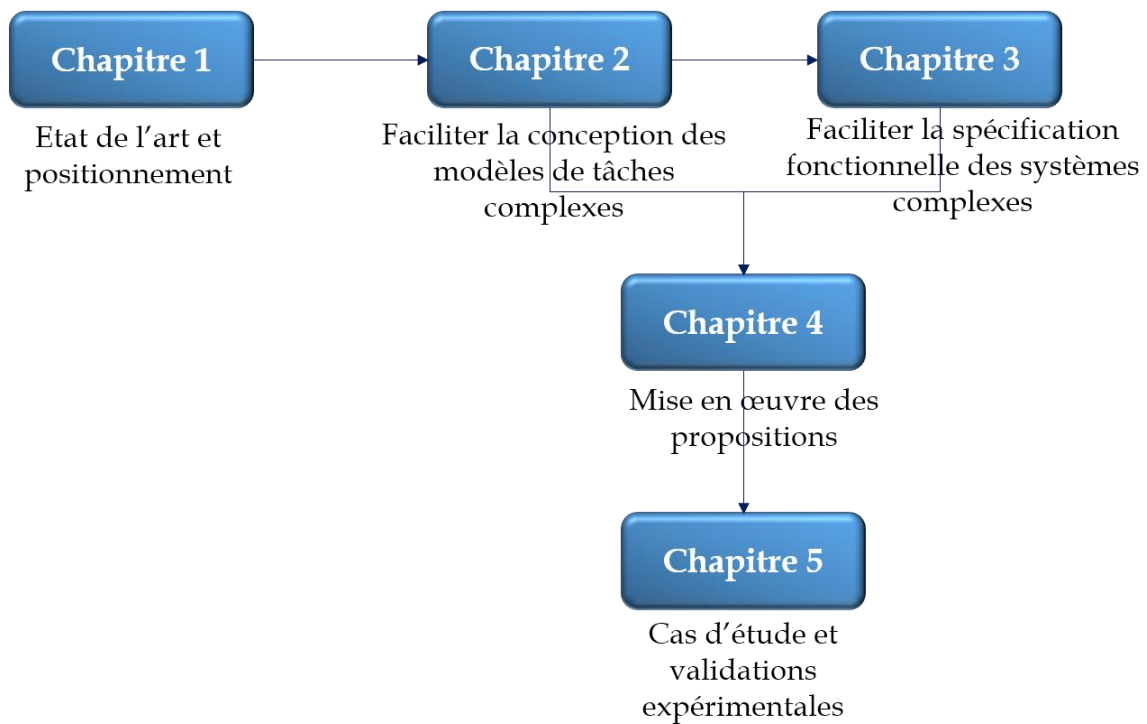 Chapitre 1
Etat de l’art et
positionnement
Chapitre 2
Faciliter la conception des
modèles de tâches
complexes
Chapitre 3
Faciliter la spécification
fonctionnelle des systèmes
complexes
Chapitre 4
Mise en œuvre des
propositions
Chapitre 5
Cas d’étude et
validations
expérimentales